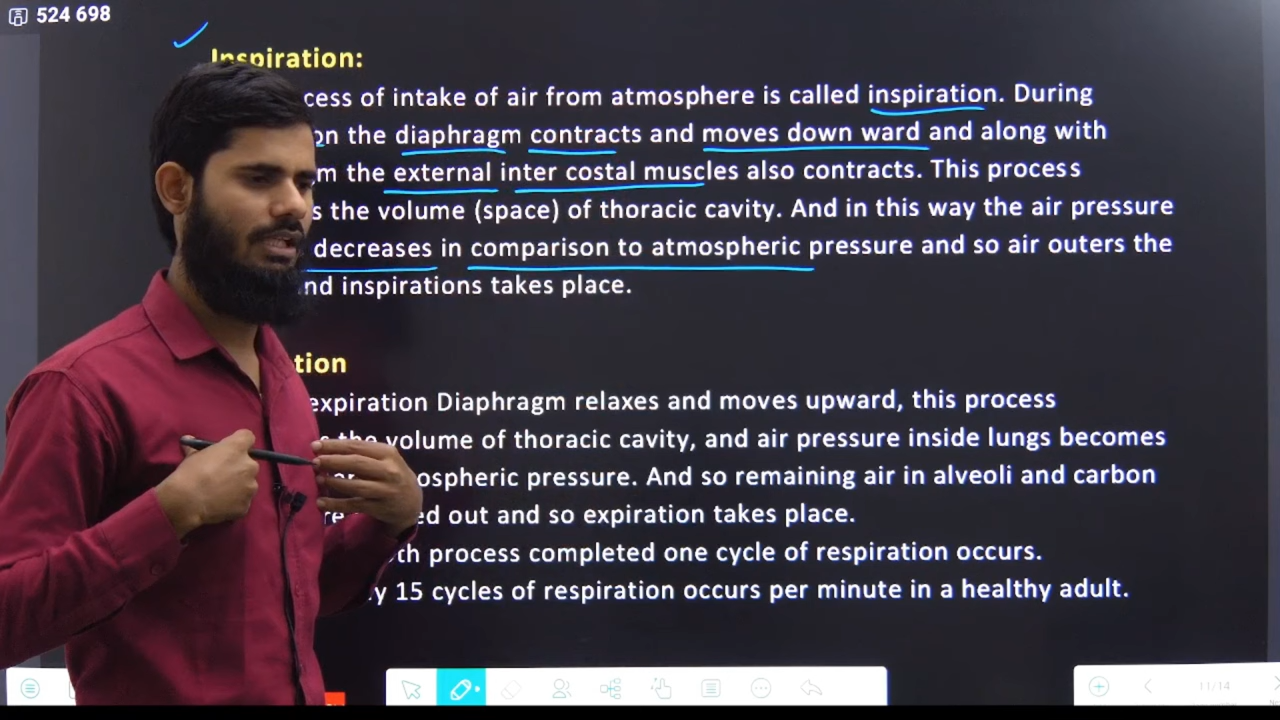 524 698
Inspiration:
cess of intake of air from atmosphere is called inspiration. During
on the diaphragm contracts and moves down ward and along with
m the external inter costal muscles also contracts. This process
s the volume (space) of thoracic cavity. And in this way the air pressure
decreases in comparison to atmospheric pressure and so air outers the
nd inspirations takes place.
tion
expiration Diaphragm relaxes and moves upward, this process
s the volume of thoracic cavity, and air pressure inside lungs becomes
ospheric pressure. And so remaining air in alveoli and carbon
re ed out and so expiration takes place.
th process completed one cycle of respiration occurs.
y 15 cycles of respiration occurs per minute in a healthy adult.
11/14